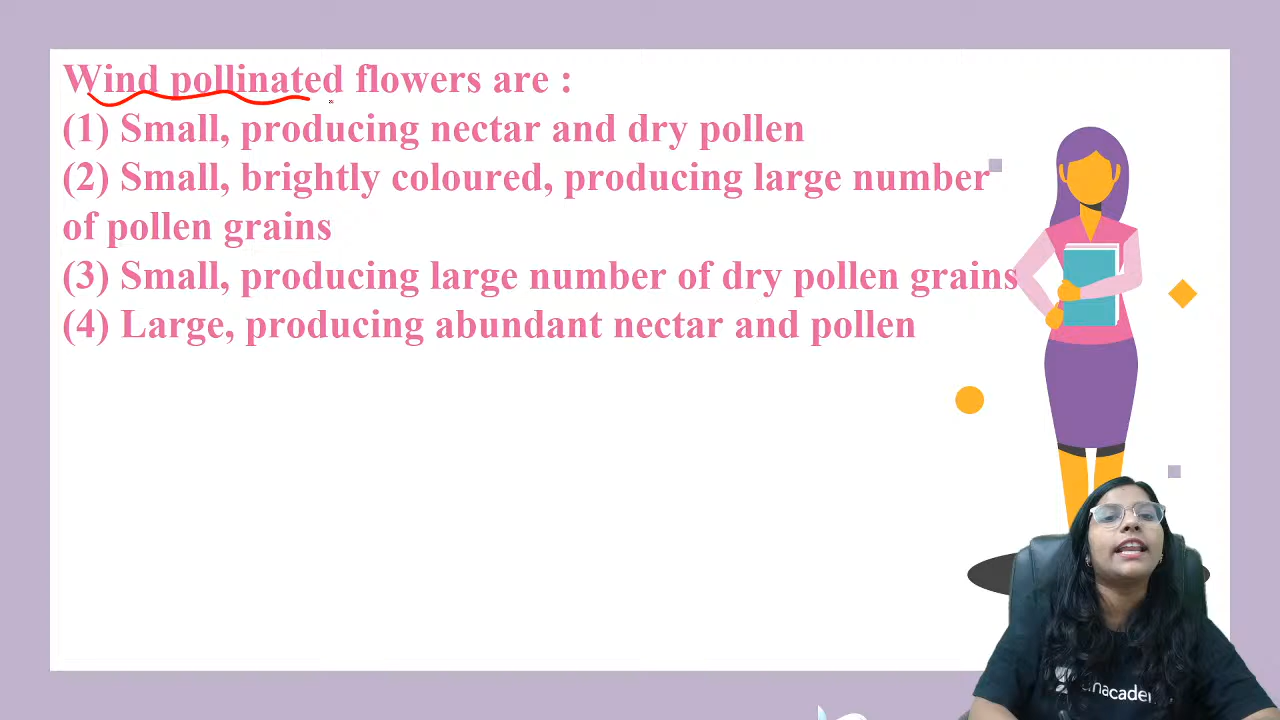 Wind pollinated flowers are :
(1) Small, producing nectar and dry pollen
(2) Small, brightly coloured, producing large number
of pollen grains
(3) Small, producing large number of dry pollen grains
(4) Large, producing abundant nectar and pollen